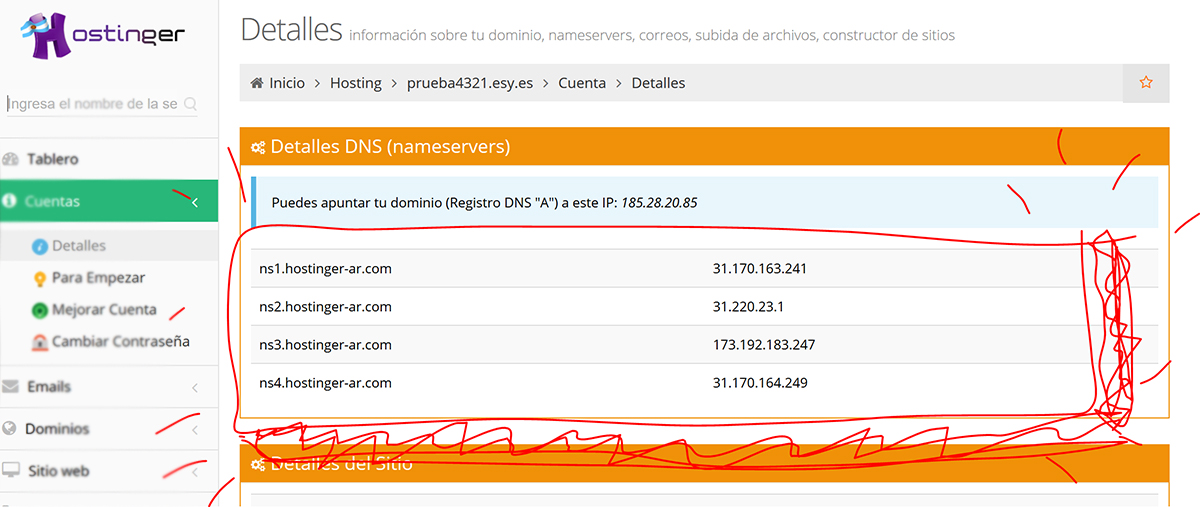 Hostinger
Detalles información sobre tu dominio, nameservers, correos, subida de archivos, constructor de sitios
Ingresa el nombre de la se
Inicio > Hosting > prueba4321.esy.es > Cuenta > Detalles
Tablero
Cuentas
Detalles
Para Empezar
Mejorar Cuenta
Cambiar Contraseña
Emails
Dominios
Sitio web
Detalles DNS (nameservers)
Puedes apuntar tu dominio (Registro DNS "A") a este IP: 185.28.20.85
ns1.hostinger-ar.com 31.170.163.241
ns2.hostinger-ar.com 31.220.23.1
ns3.hostinger-ar.com 173.192.183.247
ns4.hostinger-ar.com 31.170.164.249
Detalles del Sitio